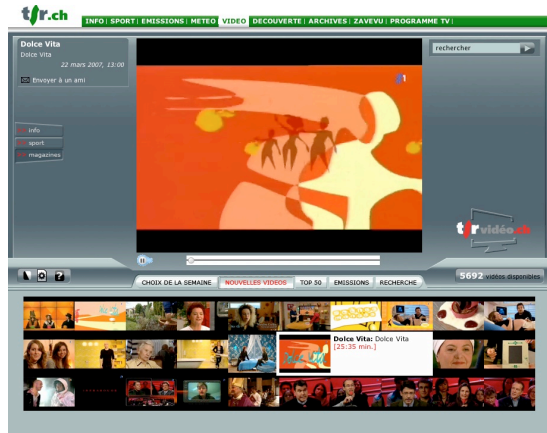 tsr.ch
INFO | SPORT | EMISSIONS | METEO | VIDEO | DECOUVERTE | ARCHIVES | ZAVEVU | PROGRAMME TV |
Dolce Vita
Dolce Vita
22 mars 2007, 13:00
Envoyer à un ami
rechercher
info
sport
magazines
tsr vidéo.ch
5692 vidéos disponibles
CHOIX DE LA SEMAINE
NOUVELLES VIDEOS
TOP 50
EMISSIONS
RECHERCHE
Dolce Vita: Dolce Vita
[25:35 min.]